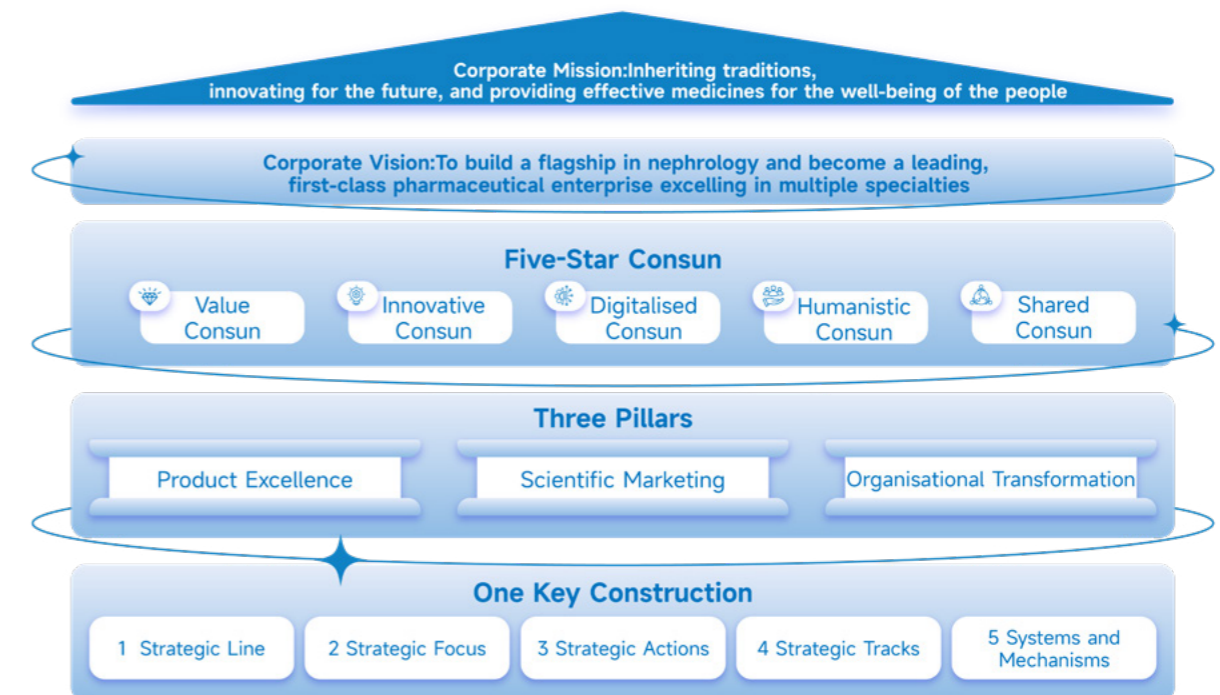 Corporate Mission:Inheriting traditions,
innovating for the future, and providing effective medicines for the well-being of the people
Corporate Vision:To build a flagship in nephrology and become a leading,
first-class pharmaceutical enterprise excelling in multiple specialties
Five-Star Consun
Value
Consun
Innovative
Consun
Digitalised
Consun
Humanistic
Consun
Shared
Consun
Three Pillars
Product Excellence
Scientific Marketing
Organisational Transformation
One Key Construction
1 Strategic Line
2 Strategic Focus
3 Strategic Actions
4 Strategic Tracks
5 Systems and
Mechanisms